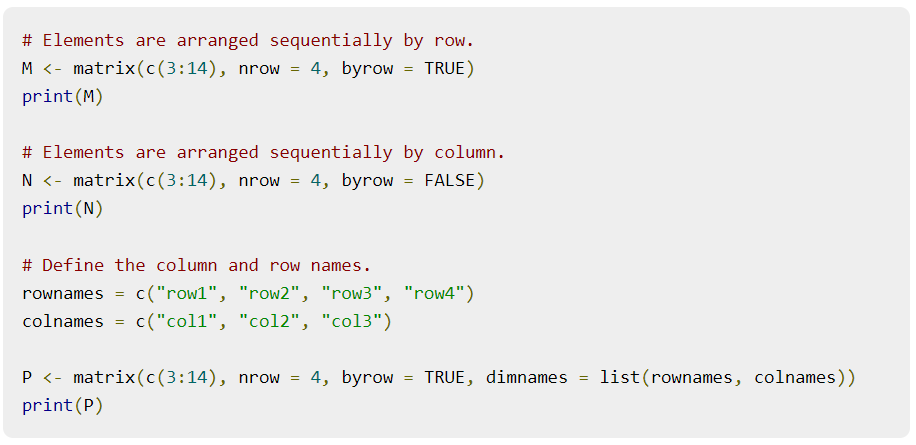 # Elements are arranged sequentially by row.
M <- matrix(c(3:14), nrow = 4, byrow = TRUE)
print(M)
# Elements are arranged sequentially by column.
N <- matrix(c(3:14), nrow = 4, byrow = FALSE)
print(N)
# Define the column and row names.
rownames = c("row1", "row2", "row3", "row4")
colnames = c("col1", "col2", "col3")
P <- matrix(c(3:14), nrow = 4, byrow = TRUE, dimnames = list(rownames, colnames))
print(P)